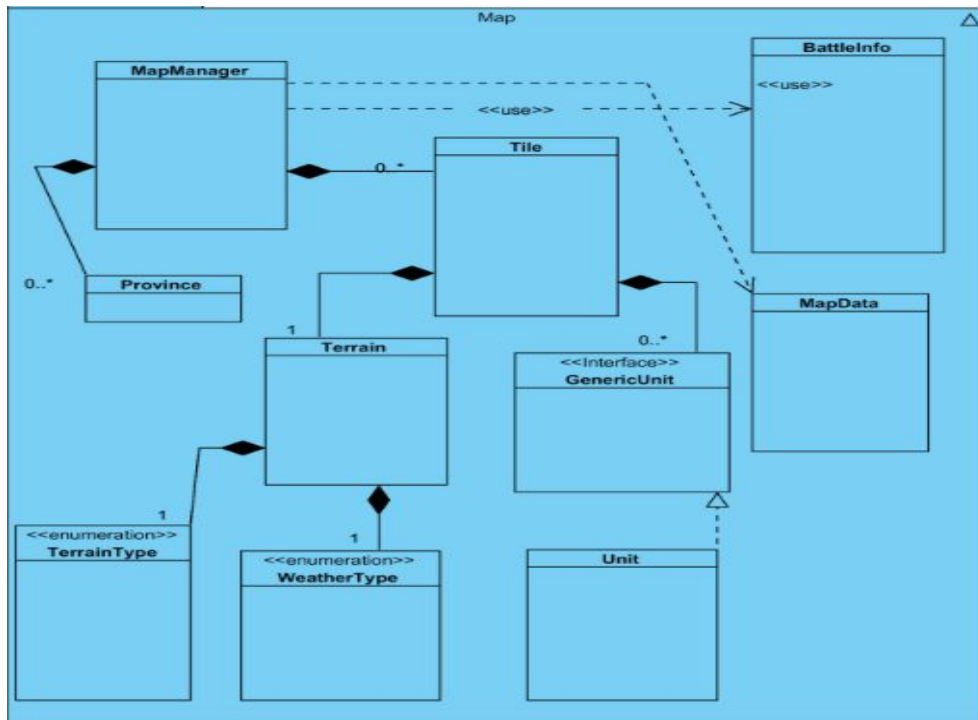 Map
BattleInfo
<<use>>
MapManager
<<use>>
Tile
0..*
0..*
Province
1
Terrain
0..*
<<Interface>>
GenericUnit
MapData
1
<<enumeration>>
TerrainType
1
<<enumeration>>
WeatherType
Unit